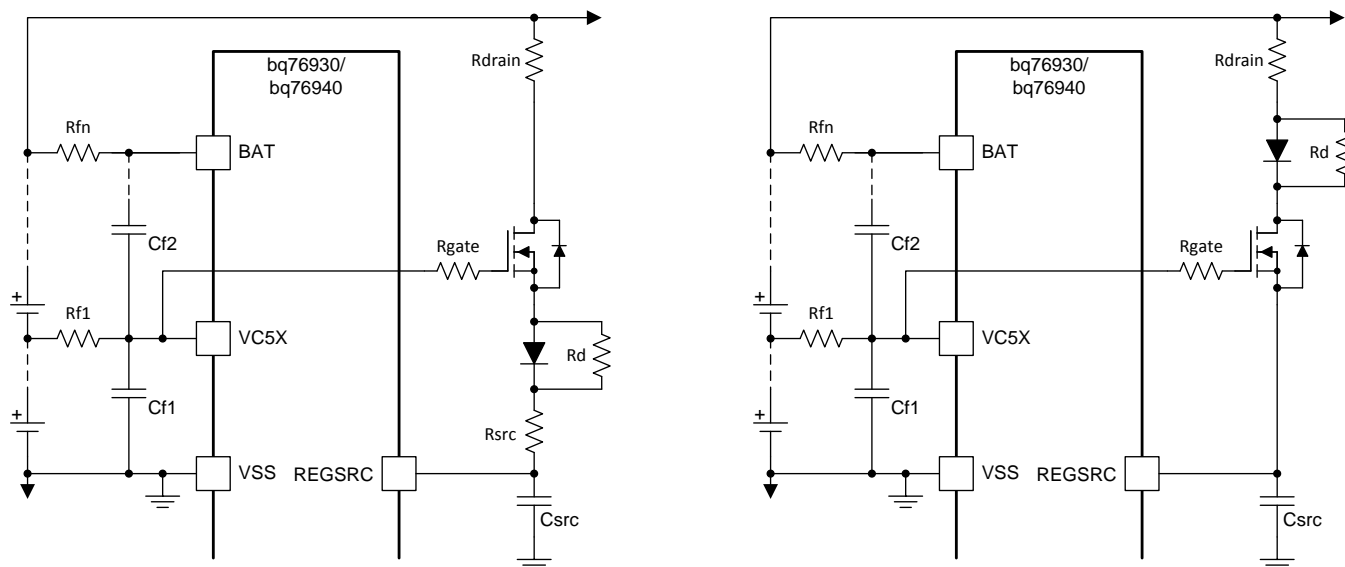 bq76930/
bq76940
Rdrain
Rfn
BAT
Cf2
Rgate
+
Rf1
VC5X
Rd
+
Cf1
Rsrc
VSS
REGSRC
Csrc
bq76930/
bq76940
Rdrain
Rfn
BAT
Rd
Cf2
Rgate
+
Rf1
VC5X
+
Cf1
VSS
REGSRC
Csrc